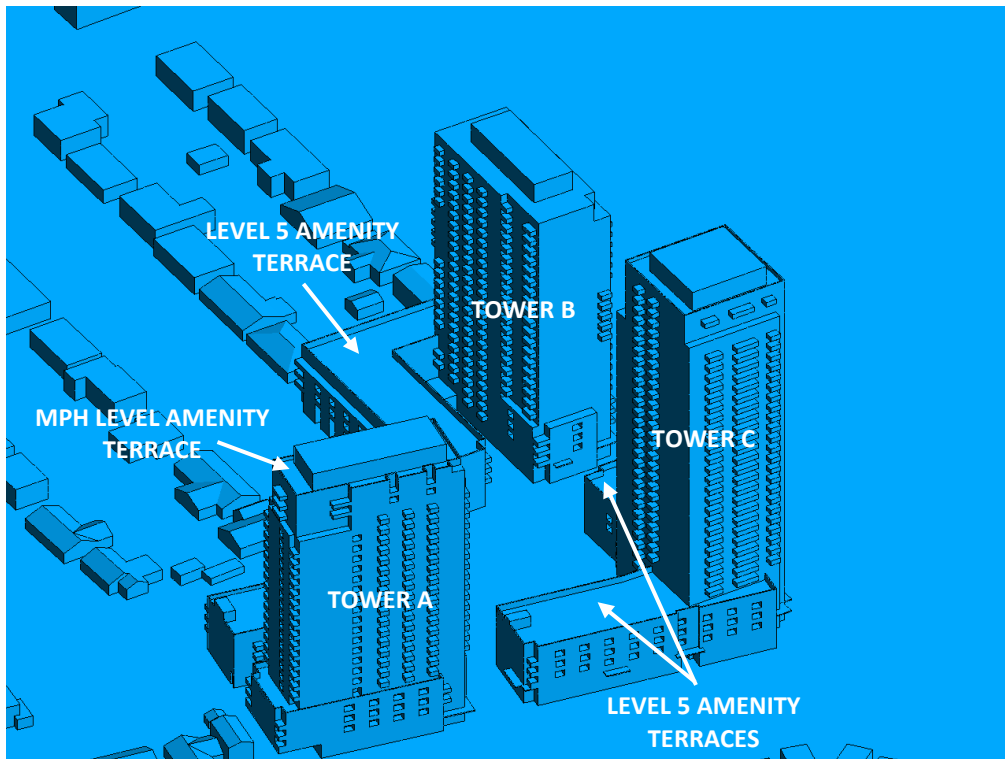 LEVEL 5 AMENITY
TERRACE
TOWER B
MPH LEVEL AMENITY
TERRACE
TOWER C
TOWER A
LEVEL 5 AMENITY
TERRACES